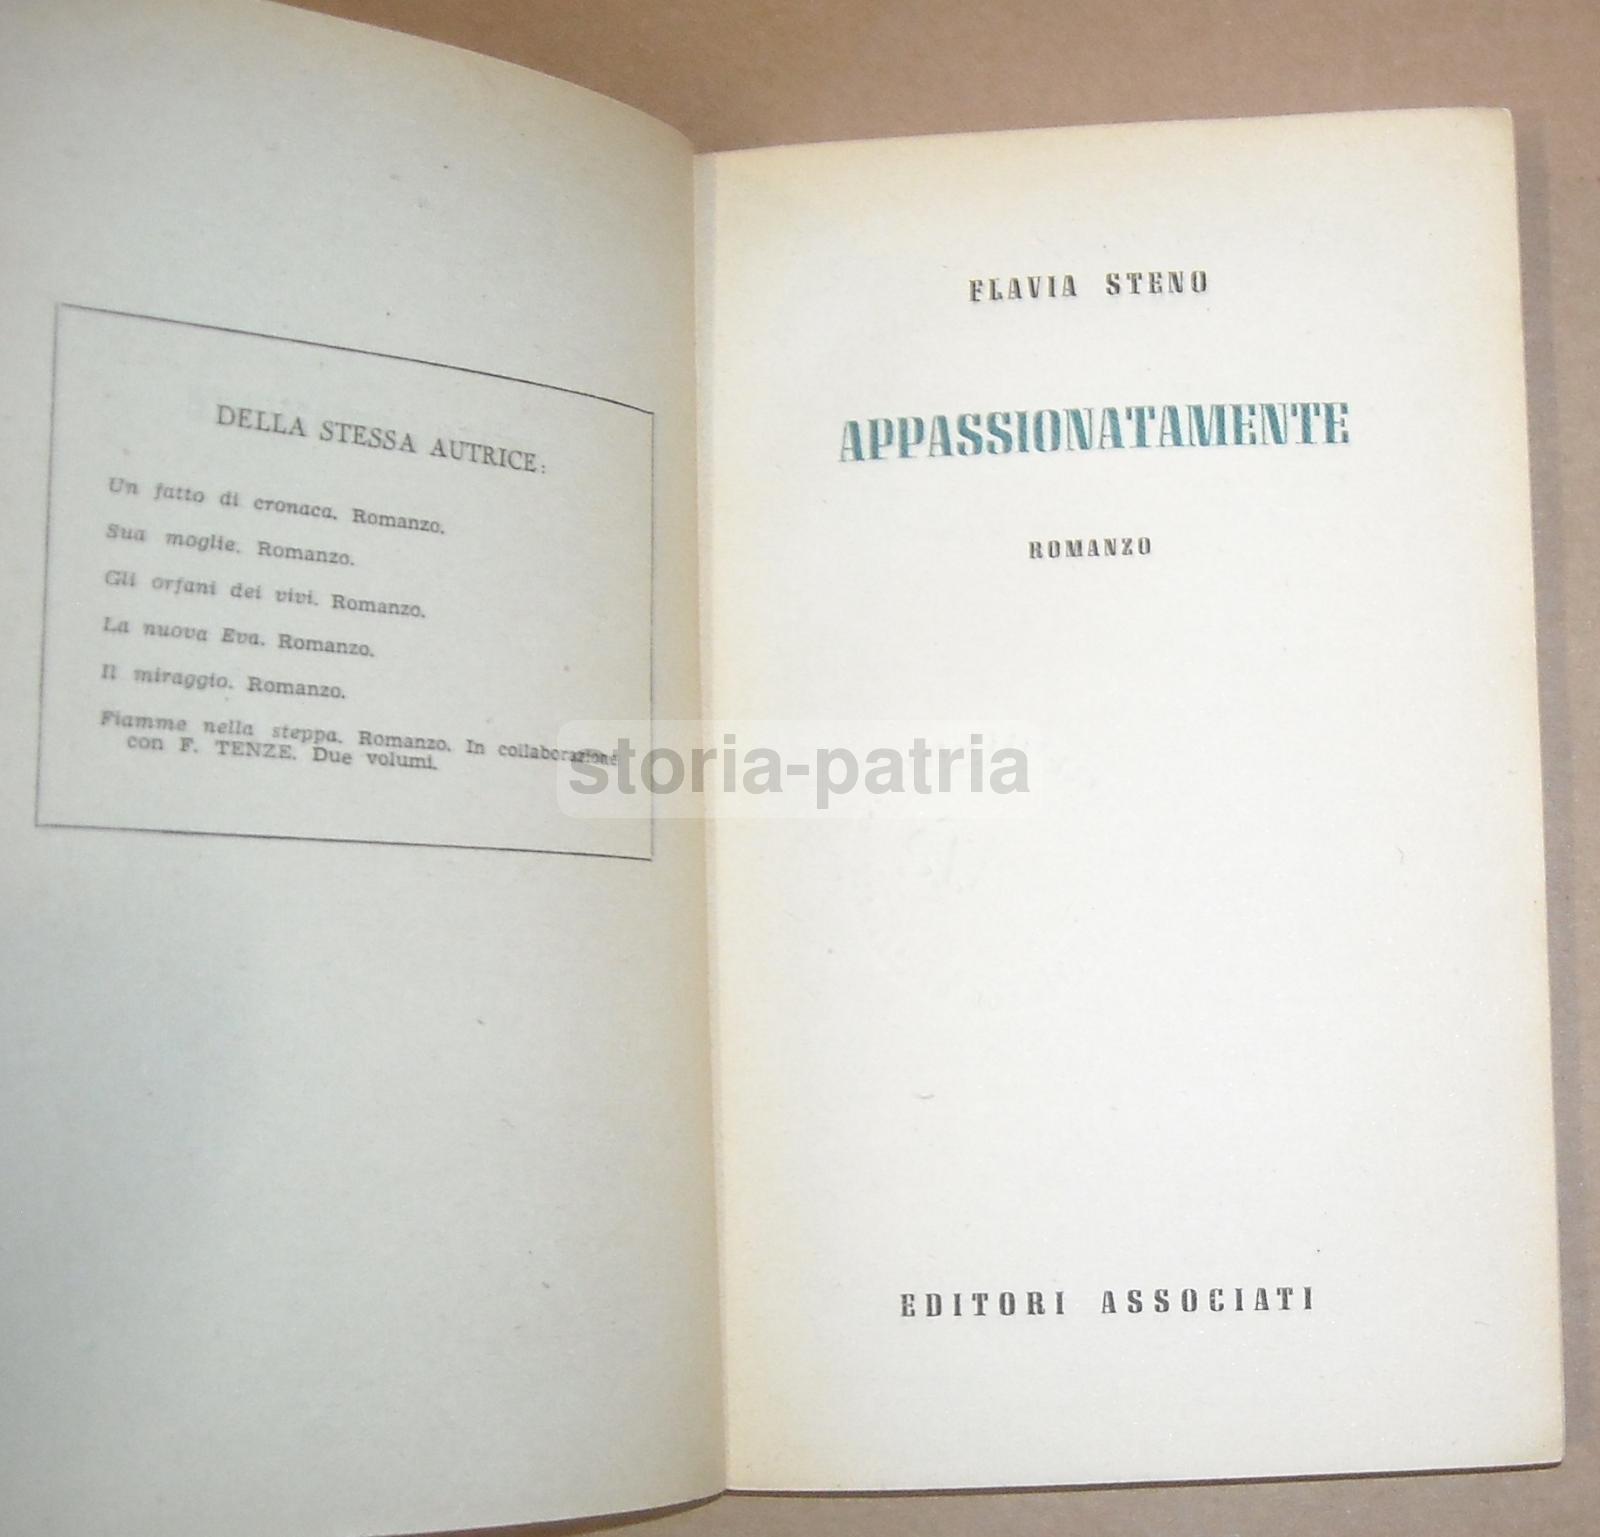 DELLA STESSA AUTRICE:
Un fatto di cronaca. Romanzo.
Sua moglie. Romanzo.
Gli orfani dei vivi. Romanzo.
La nuova Eva. Romanzo.
Il miraggio. Romanzo.
Fiamme nella steppa. Romanzo. In collaborazione
con F. TENZE. Due volumi.
FLAVIA STENO
APPASSIONATAMENTE
ROMANZO
storia-patria
EDITORI ASSOCIATI